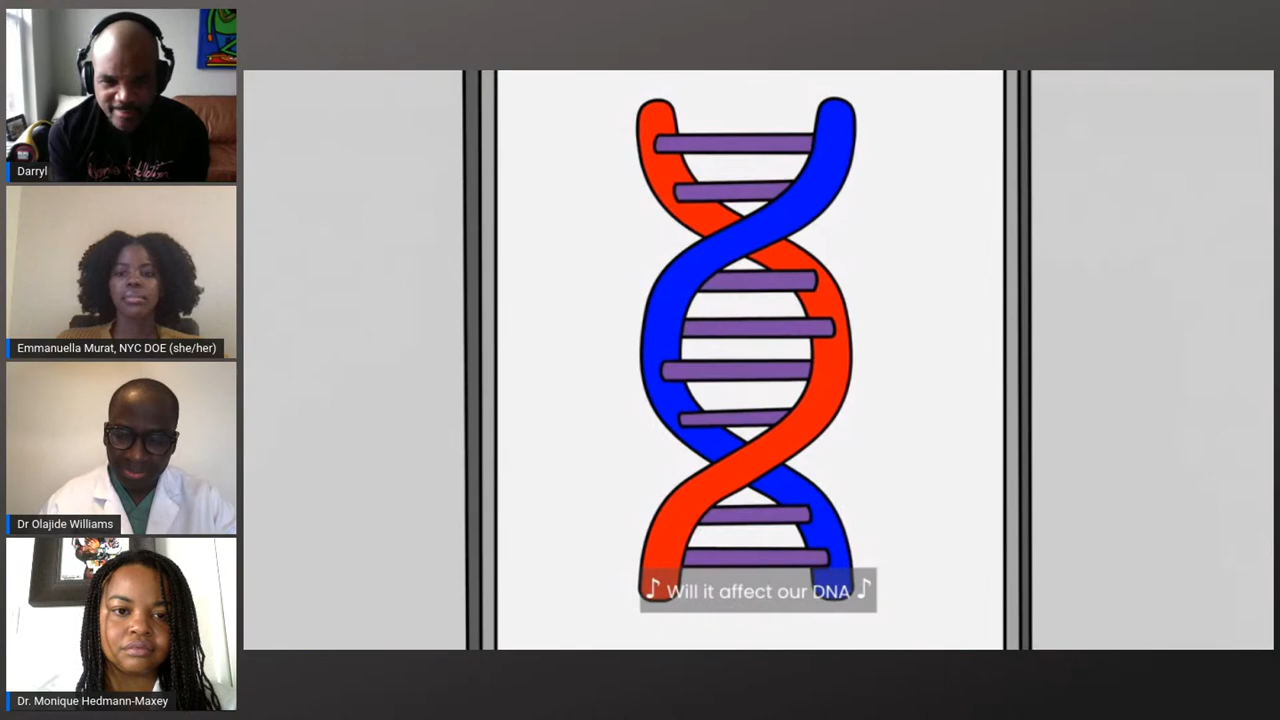 Darryl
Emmanuella Murat, NYC DOE (she/her)
Dr Olajide Williams
Dr. Monique Hedmann-Maxey
♪ Will it affect our DNA ♪